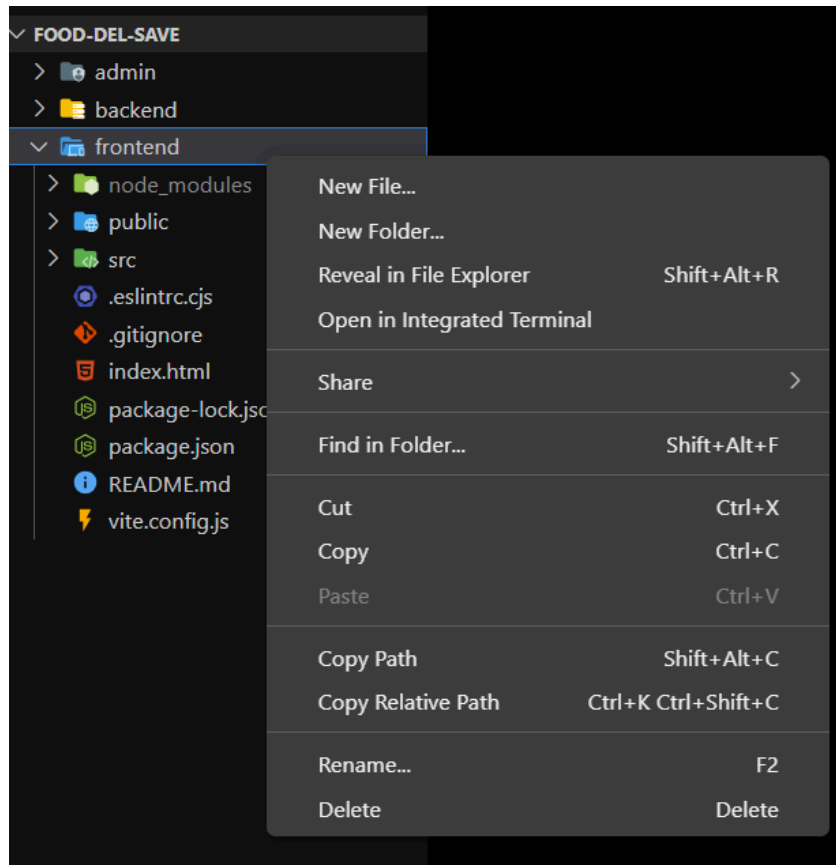 FOOD-DEL-SAVE
admin
backend
frontend
node_modules
public
src
.eslintrc.cjs
.gitignore
index.html
package-lock.jsc
package.json
README.md
vite.config.js
New File...
New Folder...
Reveal in File Explorer Shift+Alt+R
Open in Integrated Terminal
Share
Find in Folder... Shift+Alt+F
Cut Ctrl+X
Copy Ctrl+C
Paste Ctrl+V
Copy Path Shift+Alt+C
Copy Relative Path Ctrl+K Ctrl+Shift+C
Rename... F2
Delete Delete